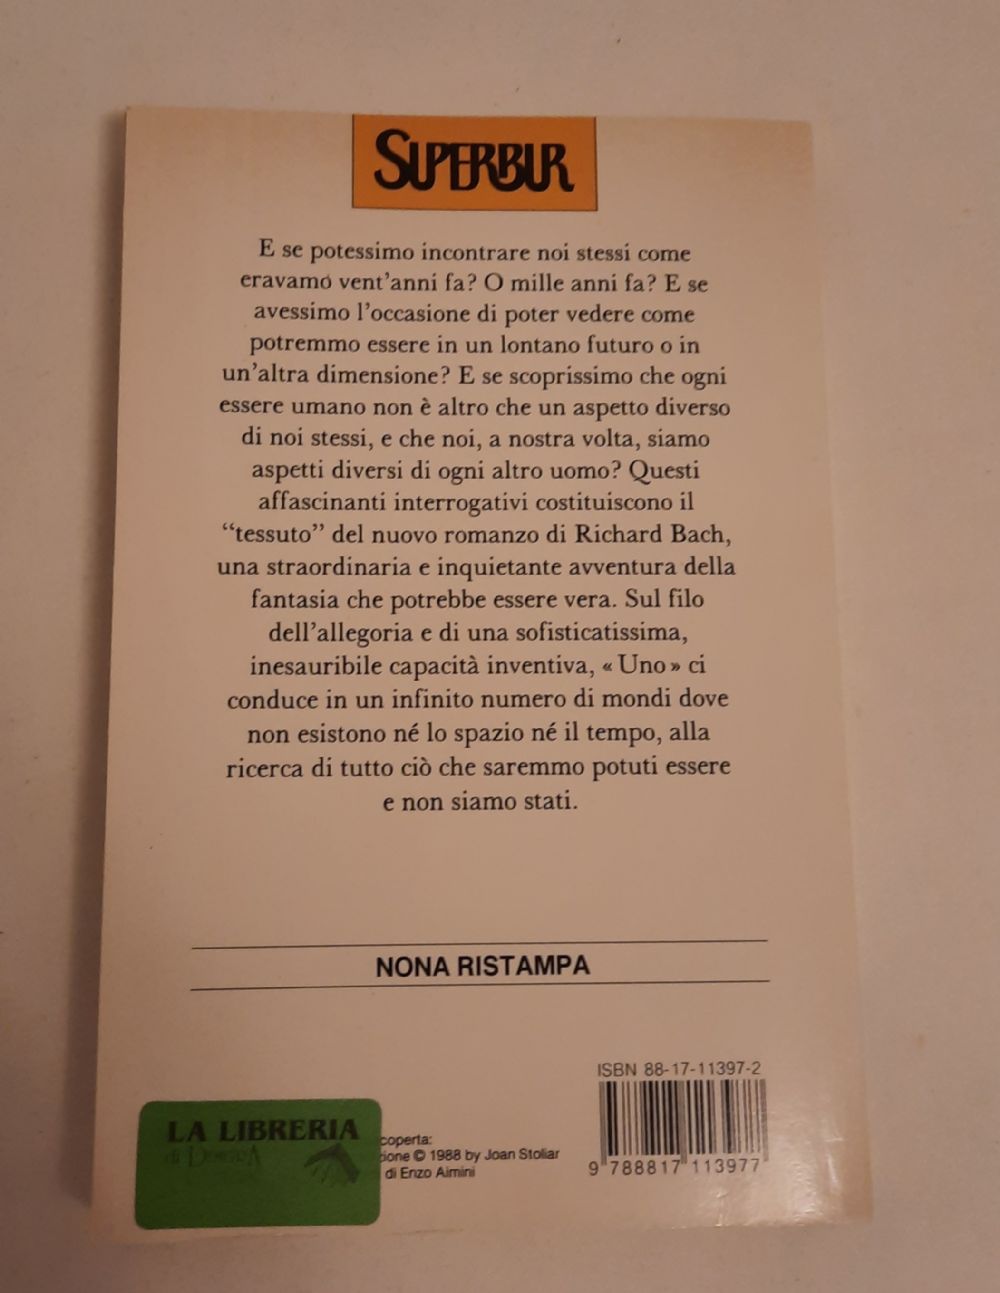 SUPERBUR
E se potessimo incontrare noi stessi come
eravamo vent'anni fa? O mille anni fa? E se
avessimo l'occasione di poter vedere come
potremmo essere in un lontano futuro o in
un'altra dimensione? E se scoprissimo che ogni
essere umano non è altro che un aspetto diverso
di noi stessi, e che noi, a nostra volta, siamo
aspetti diversi di ogni altro uomo? Questi
affascinanti interrogativi costituiscono il
“tessuto” del nuovo romanzo di Richard Bach,
una straordinaria e inquietante avventura della
fantasia che potrebbe essere vera. Sul filo
dell'allegoria e di una sofisticatissima,
inesauribile capacità inventiva, «Uno» ci
conduce in un infinito numero di mondi dove
non esistono né lo spazio né il tempo, alla
ricerca di tutto ciò che saremmo potuti essere
e non siamo stati.
NONA RISTAMPA
ISBN 88-17-11397-2
9 788817 113977
coperta:
ione © 1988 by Joan Stoliar
di Enzo Aimini
LA LIBRERIA
di